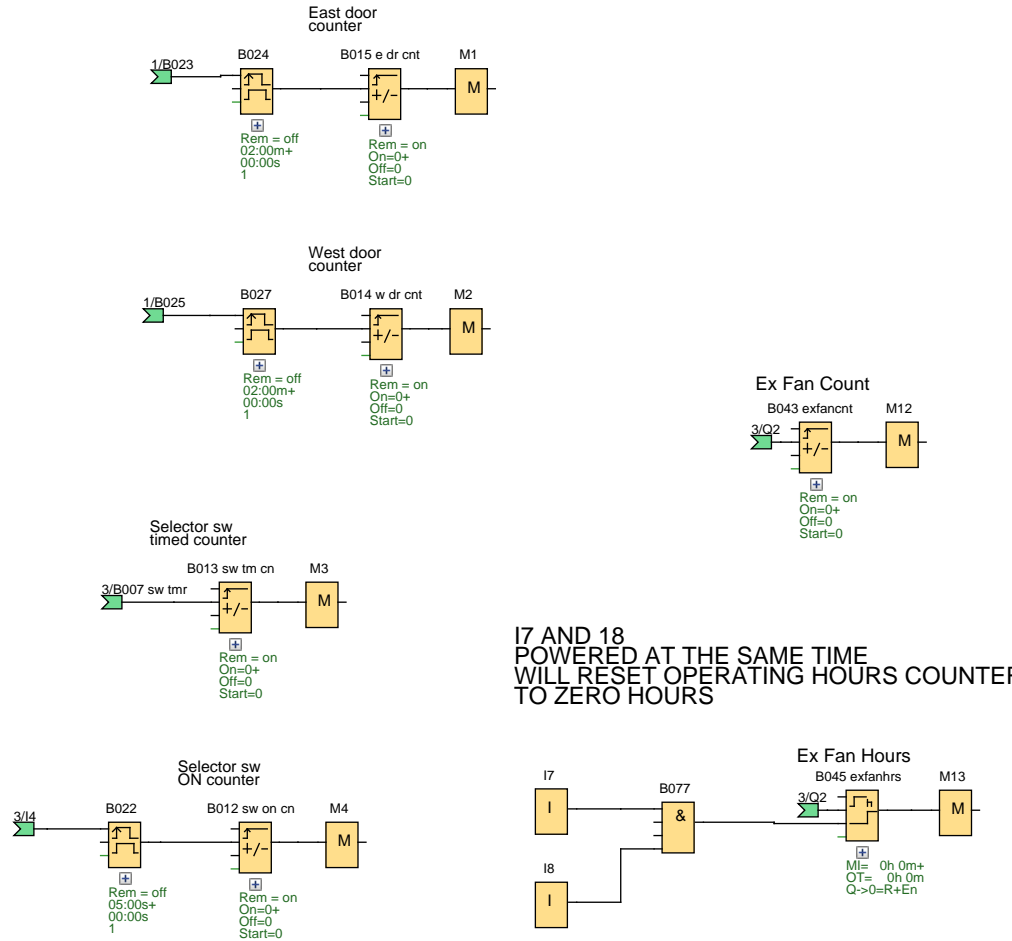 East door
counter
B024
B015 e dr cnt
M1
1/B023
+/-
M
Rem = off
02:00m+
00:00s
1
Rem = on
On=0+
Off=0
Start=0
West door
counter
B027
B014 w dr cnt
M2
1/B025
+/-
M
Rem = off
02:00m+
00:00s
1
Rem = on
On=0+
Off=0
Start=0
Ex Fan Count
B043 exfancnt
M12
3/Q2
+/-
M
Rem = on
On=0+
Off=0
Start=0
Selector sw
timed counter
B013 sw tm cn
M3
3/B007 sw tmr
+/-
M
Rem = on
On=0+
Off=0
Start=0
I7 AND 18
POWERED AT THE SAME TIME
WILL RESET OPERATING HOURS COUNTER
TO ZERO HOURS
Selector sw
ON counter
B022
B012 sw on cn
M4
3/I4
+/-
M
Rem = off
05:00s+
00:00s
1
Rem = on
On=0+
Off=0
Start=0
I7
I
I8
I
B077
&
Ex Fan Hours
B045 exfanhrs
M13
3/Q2
h
M
MI= 0h 0m+
OT= 0h 0m
Q->0=R+En